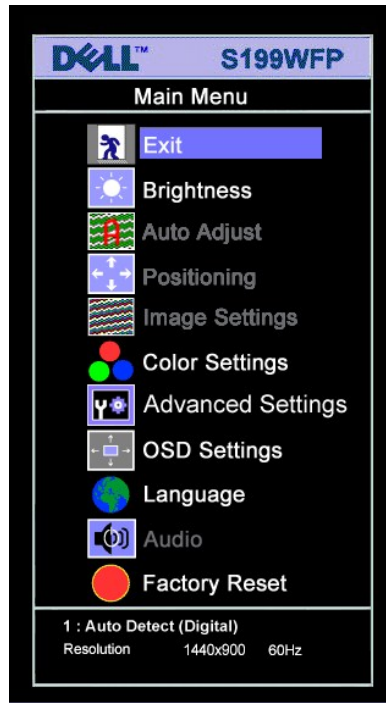 DELL™ S199WFP
Main Menu
Exit
Brightness
Auto Adjust
Positioning
Image Settings
Color Settings
Advanced Settings
OSD Settings
Language
Audio
Factory Reset
1 : Auto Detect (Digital)
Resolution 1440x900 60Hz